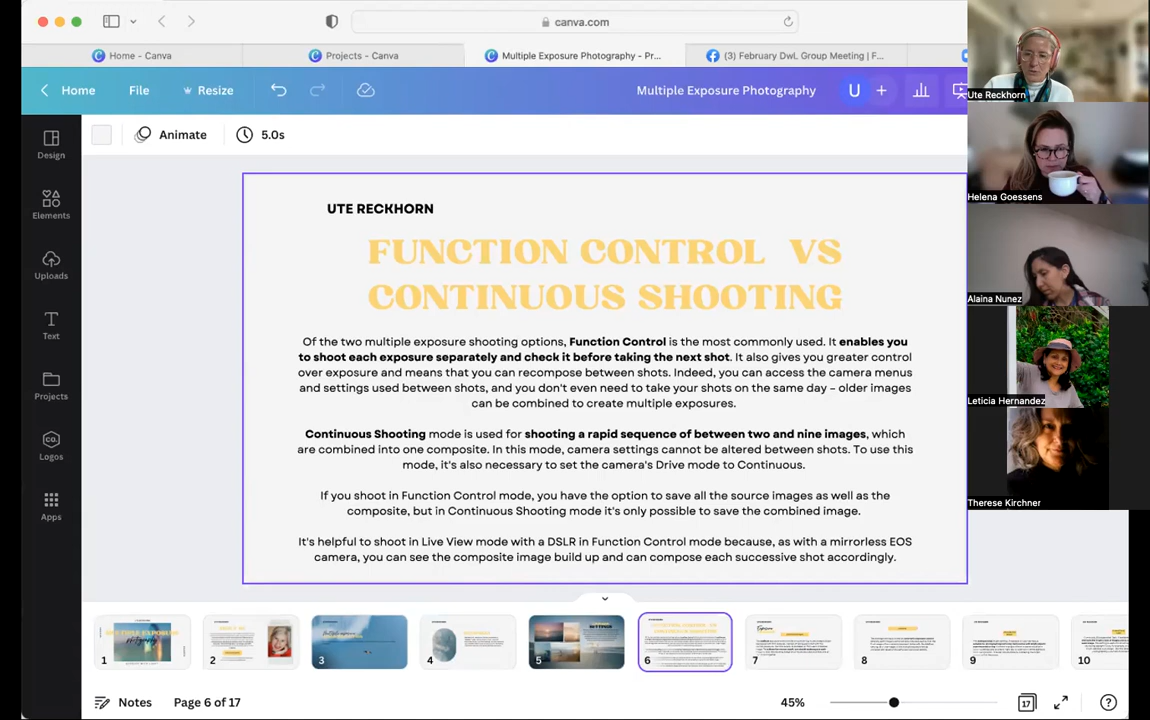 canva.com
Home - Canva
Projects - Canva
Multiple Exposure Photography - Pr...
(3) February DwL Group Meeting | F...
Home
File
Resize
Multiple Exposure Photography
U
+
Animate
5.0s
Design
Elements
Uploads
Text
Projects
CO.
Logos
Apps
UTE RECKHORN
FUNCTION CONTROL VS
CONTINUOUS SHOOTING
Of the two multiple exposure shooting options, Function Control is the most commonly used. It enables you
to shoot each exposure separately and check it before taking the next shot. It also gives you greater control
over exposure and means that you can recompose between shots. Indeed, you can access the camera menus
and settings used between shots, and you don't even need to take your shots on the same day – older images
can be combined to create multiple exposures.
Continuous Shooting mode is used for shooting a rapid sequence of between two and nine images, which
are combined into one composite. In this mode, camera settings cannot be altered between shots. To use this
mode, it's also necessary to set the camera's Drive mode to Continuous.
If you shoot in Function Control mode, you have the option to save all the source images as well as the
composite, but in Continuous Shooting mode it's only possible to save the combined image.
It's helpful to shoot in Live View mode with a DSLR in Function Control mode because, as with a mirrorless EOS
camera, you can see the composite image build up and can compose each successive shot accordingly.
Ute Reckhorn
Helena Goessens
Alaina Nunez
Leticia Hernandez
Therese Kirchner
1
2
3
4
5
6
7
8
9
10
Notes
Page 6 of 17
45%
17
?